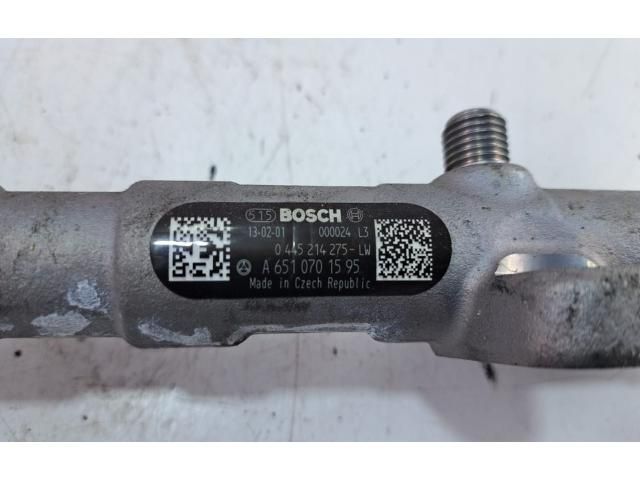 515 BOSCH
13-02-01 000024 L3
0 445 214 275-LW
A 651 070 15 95
Made in Czech Republic